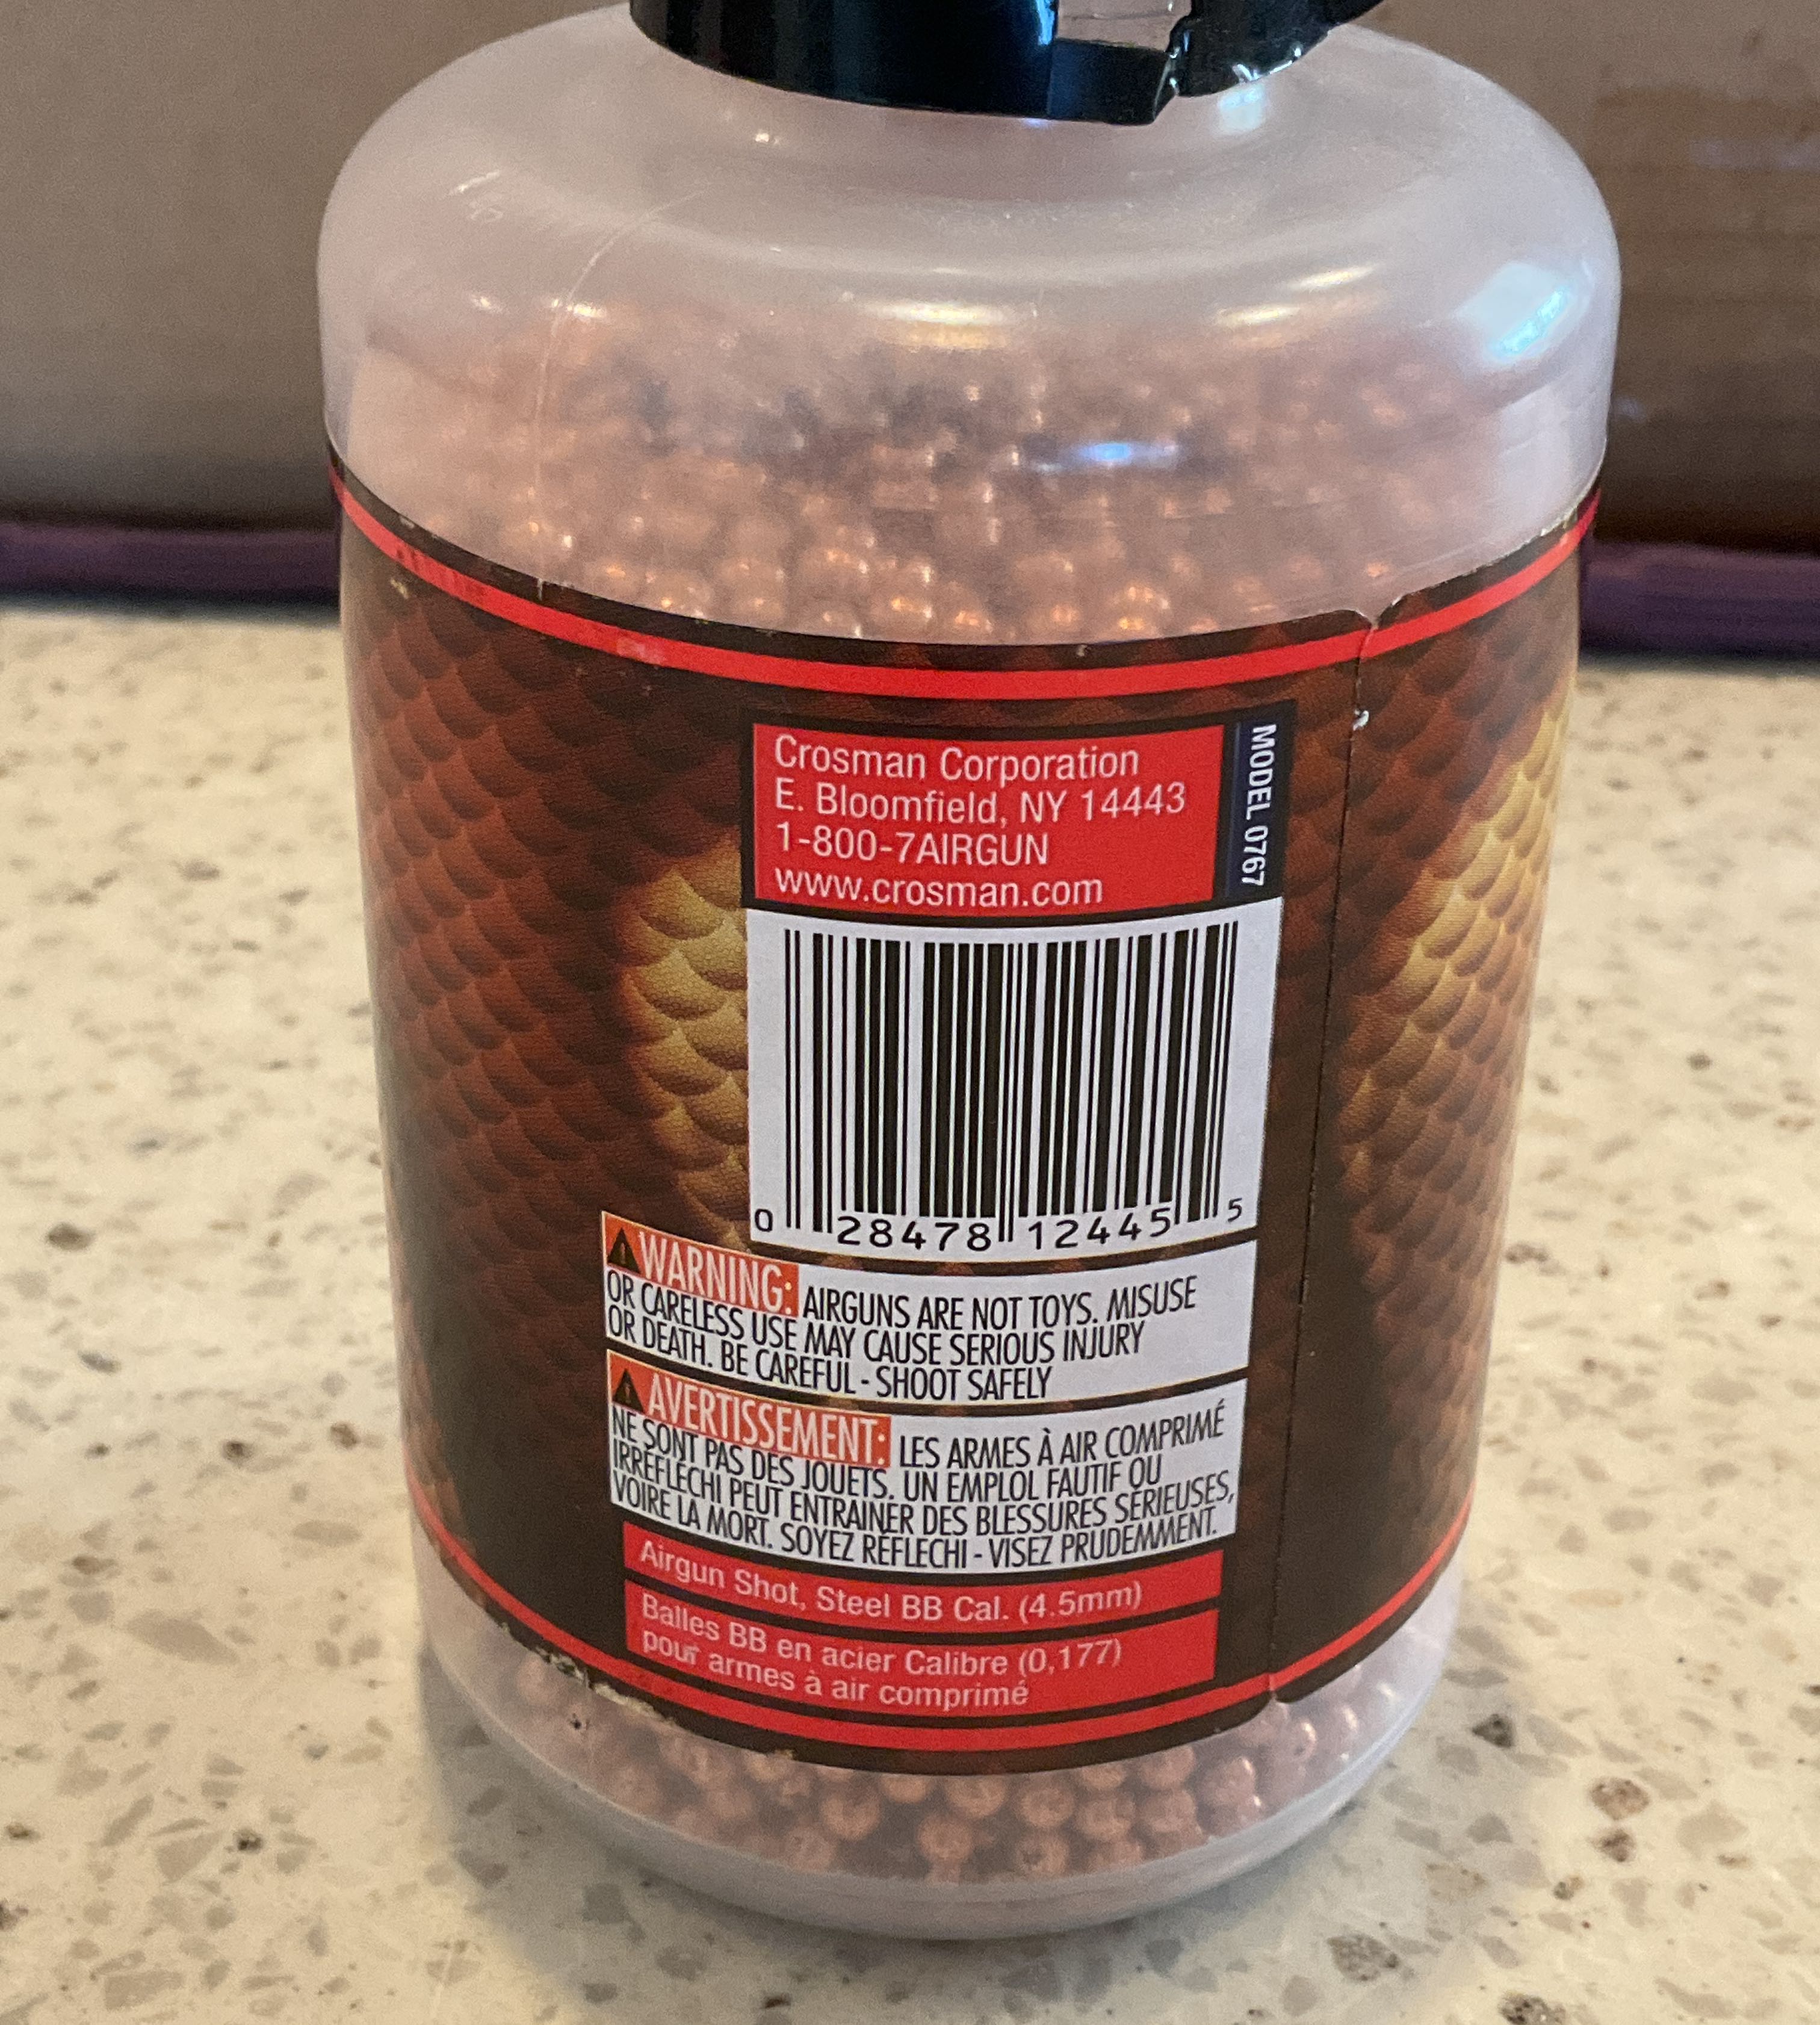 Crosman Corporation
E. Bloomfield, NY 14443
1-800-7AIRGUN
www.crosman.com
MODEL 0767
0 28478 12445 5
WARNING: AIRGUNS ARE NOT TOYS. MISUSE
OR CARELESS USE MAY CAUSE SERIOUS INJURY
OR DEATH. BE CAREFUL - SHOOT SAFELY
AVERTISSEMENT: LES ARMES À AIR COMPRIMÉ
NE SONT PAS DES JOUETS. UN EMPLOL FAUTIF OU
IRRÉFLÉCHI PEUT ENTRAINER DES BLESSURES SÉRIEUSES,
VOIRE LA MORT. SOYEZ RÉFLECHI - VISEZ PRUDEMMENT.
Airgun Shot, Steel BB Cal. (4.5mm)
Balles BB en acier Calibre (0,177)
pour armes à air comprimé